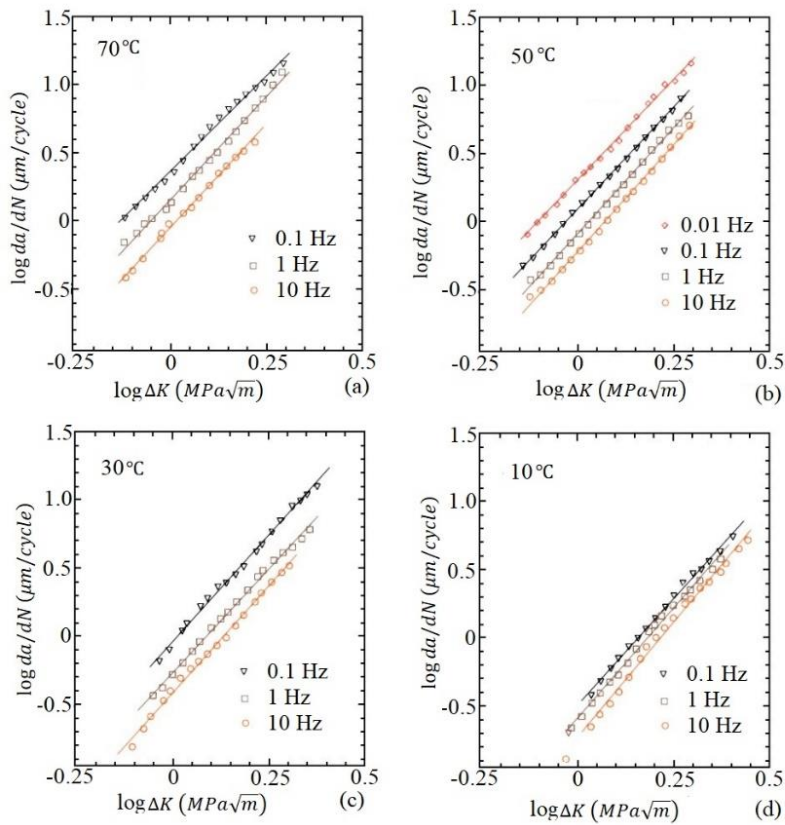 70℃
1.5
1.0
0.5
0
-0.5
log da/dN (μm/cycle)
0.1 Hz
1 Hz
10 Hz
-0.25
0
0.25
0.5
log ΔK (MPa√m)
(a)
50℃
1.5
1.0
0.5
0
-0.5
log da/dN (μm/cycle)
0.01 Hz
0.1 Hz
1 Hz
10 Hz
-0.25
0
0.25
0.5
log ΔK (MPa√m)
(b)
30℃
1.5
1.0
0.5
0
-0.5
log da/dN (μm/cycle)
0.1 Hz
1 Hz
10 Hz
-0.25
0
0.25
0.5
log ΔK (MPa√m)
(c)
10℃
1.5
1.0
0.5
0
-0.5
log da/dN (μm/cycle)
0.1 Hz
1 Hz
10 Hz
-0.25
0
0.25
0.5
log ΔK (MPa√m)
(d)